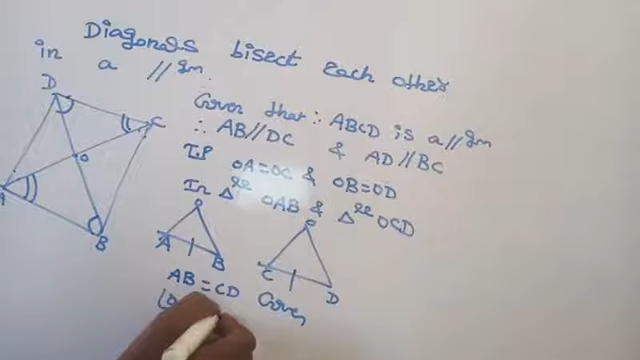 Diagonals bisect each other
in a //gm.
Given that :- ABCD is a //gm
∴ AB//DC & AD//BC
T.P OA=OC & OB=OD
In Δle OAB & Δle OCD
D
C
O
A
B
O
A
B
O
C
D
AB = CD Given